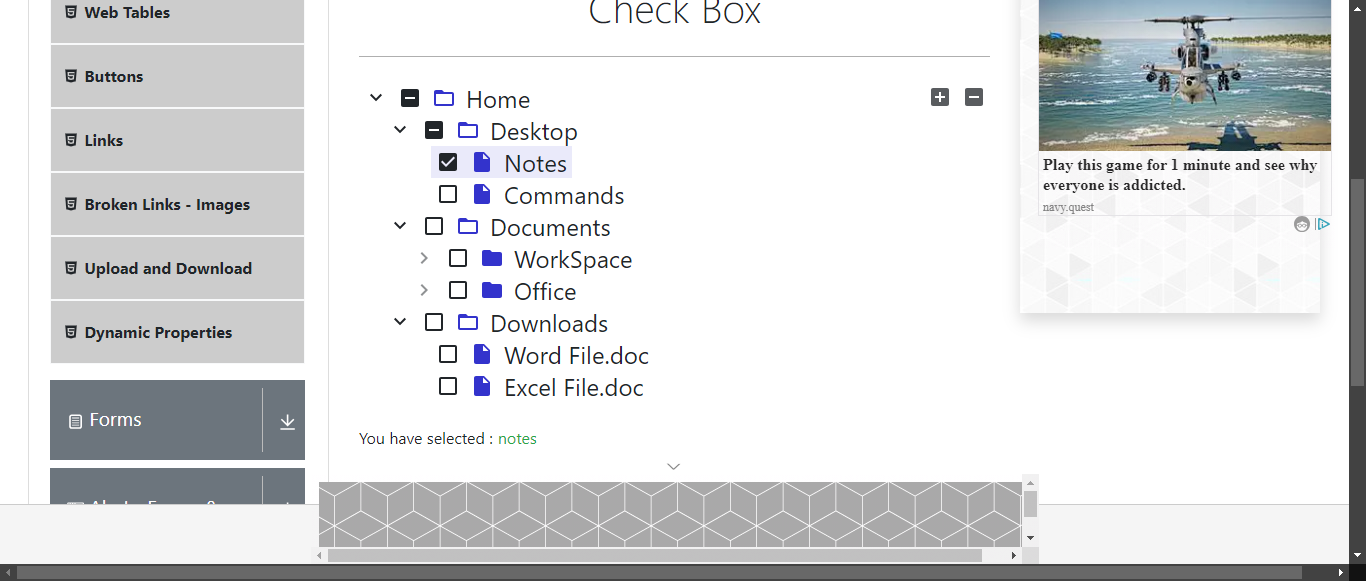 Web Tables
Buttons
Links
Broken Links - Images
Upload and Download
Dynamic Properties
Forms
Check Box
Home
Desktop
Notes
Commands
Documents
WorkSpace
Office
Downloads
Word File.doc
Excel File.doc
You have selected : notes
Play this game for 1 minute and see why
everyone is addicted.
navy.quest